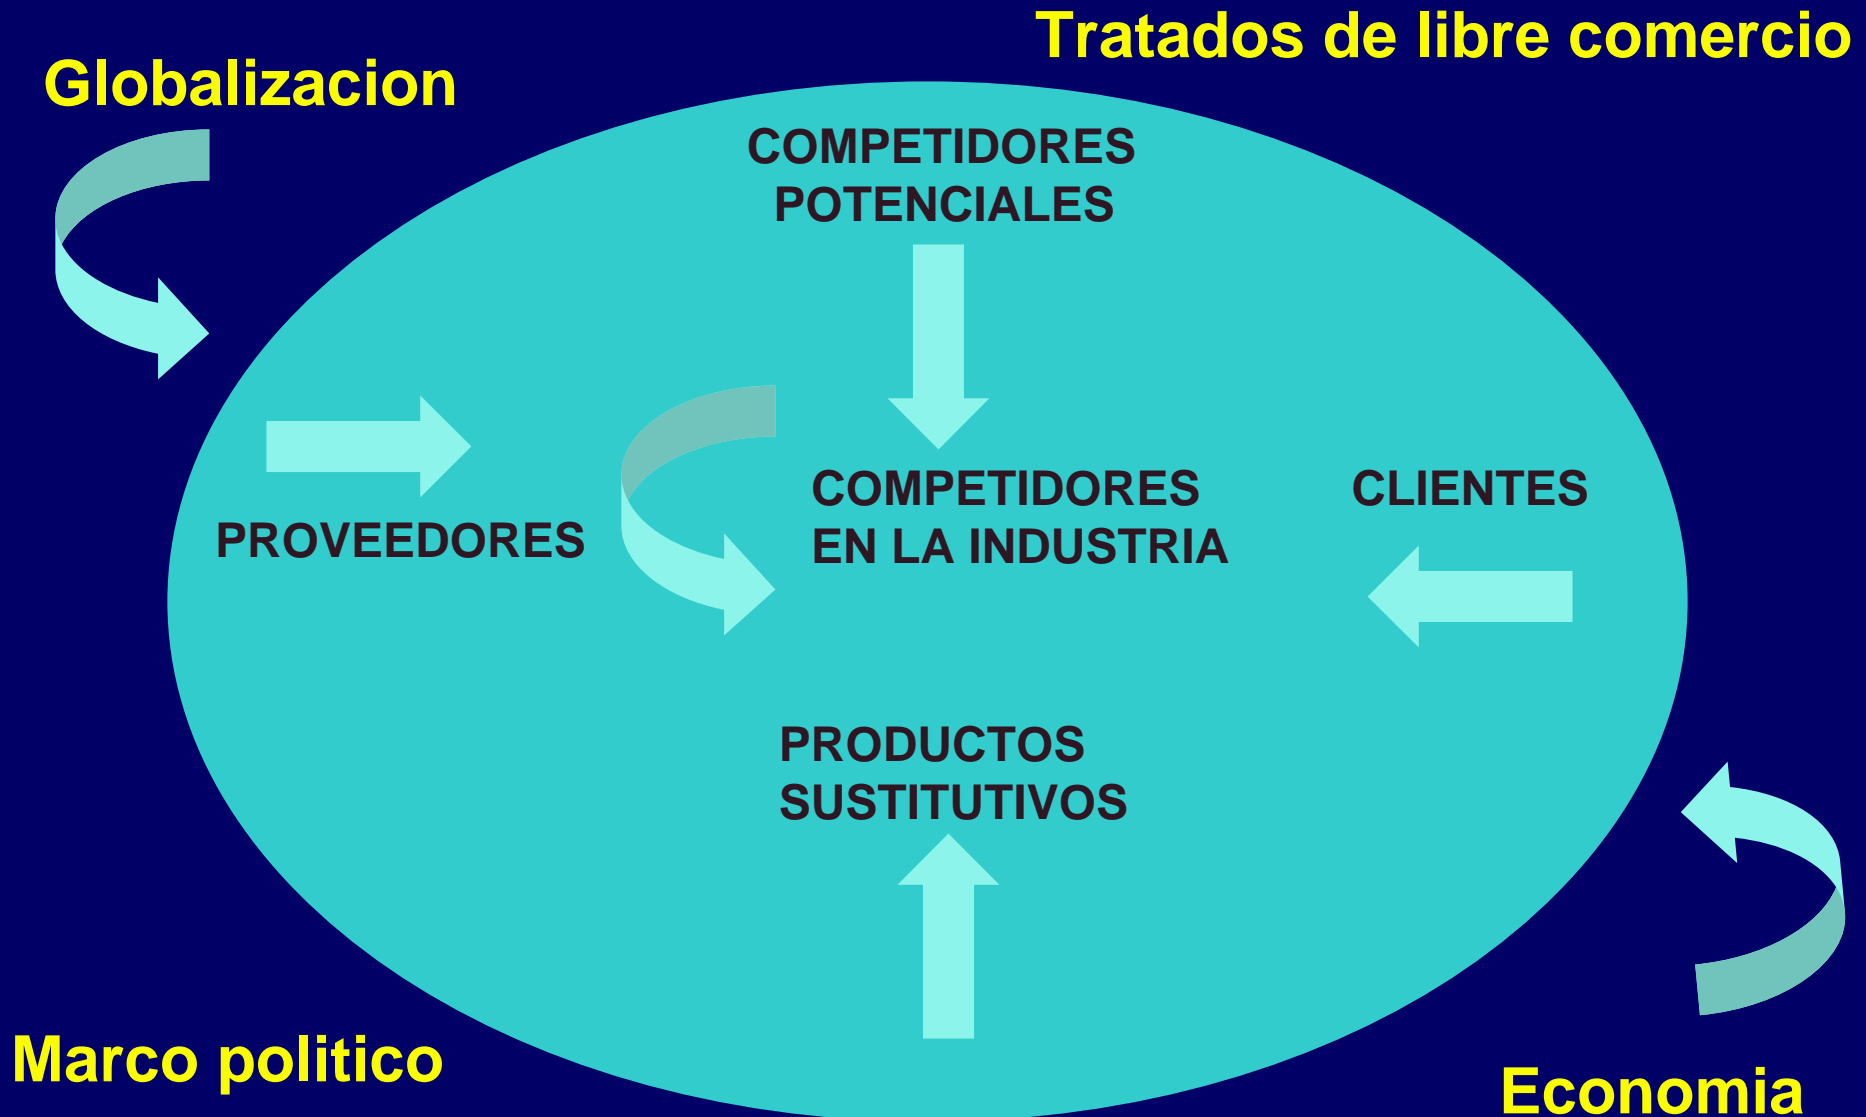 Tratados de libre comercio
Globalizacion
COMPETIDORES
POTENCIALES
COMPETIDORES
EN LA INDUSTRIA
CLIENTES
PROVEEDORES
PRODUCTOS
SUSTITUTIVOS
Marco politico
Economia